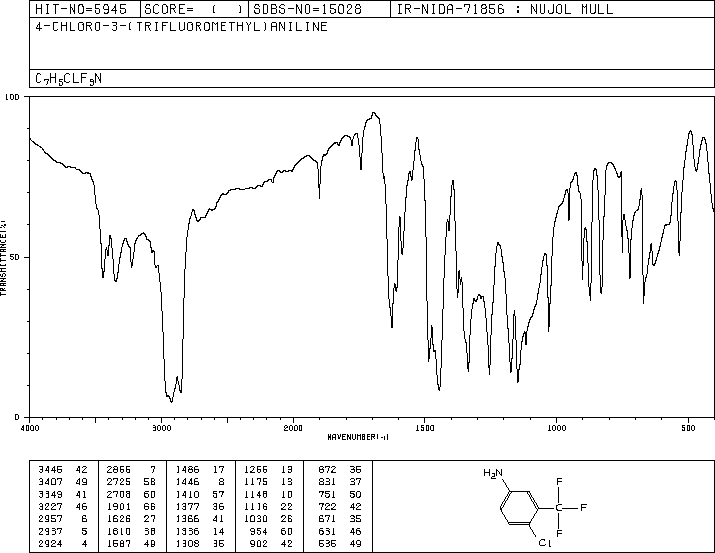 HIT-NO=5945 SCORE= ( ) SDBS-NO=15028 IR-NIDA-71856 : NUJOL MULL
4-CHLORO-3-(TRIFLUOROMETHYL)ANILINE
C7H5CLF3N
100
TRANSMITTANCE(%)
50
0
4000 3000 2000 1500 1000 500
WAVENUMBER(-1)
3445 42 2855 7 1486 17 1255 13 872 35
3407 49 2725 58 1446 8 1175 13 831 37
3349 41 2708 60 1410 57 1148 10 751 50
3227 46 1901 66 1377 36 1116 22 722 42
2957 6 1626 27 1366 41 1030 26 671 35
2937 5 1610 38 1336 14 954 60 631 46
2924 4 1587 49 1308 35 902 42 535 49
H2N
F
F
F
Cl